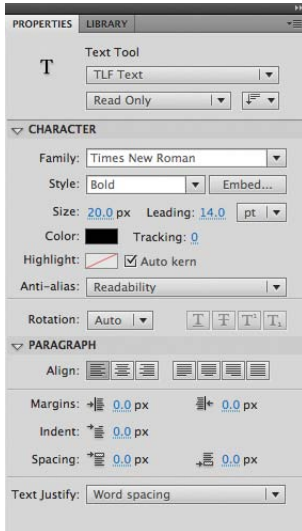 PROPERTIES LIBRARY
T Text Tool
TLF Text
Read Only
CHARACTER
Family: Times New Roman
Style: Bold Embed...
Size: 20.0 px Leading: 14.0 pt
Color: Tracking: 0
Highlight: Auto kern
Anti-alias: Readability
Rotation: Auto T T T¹ T₁
PARAGRAPH
Align:
Margins: 0.0 px 0.0 px
Indent: 0.0 px
Spacing: 0.0 px 0.0 px
Text Justify: Word spacing